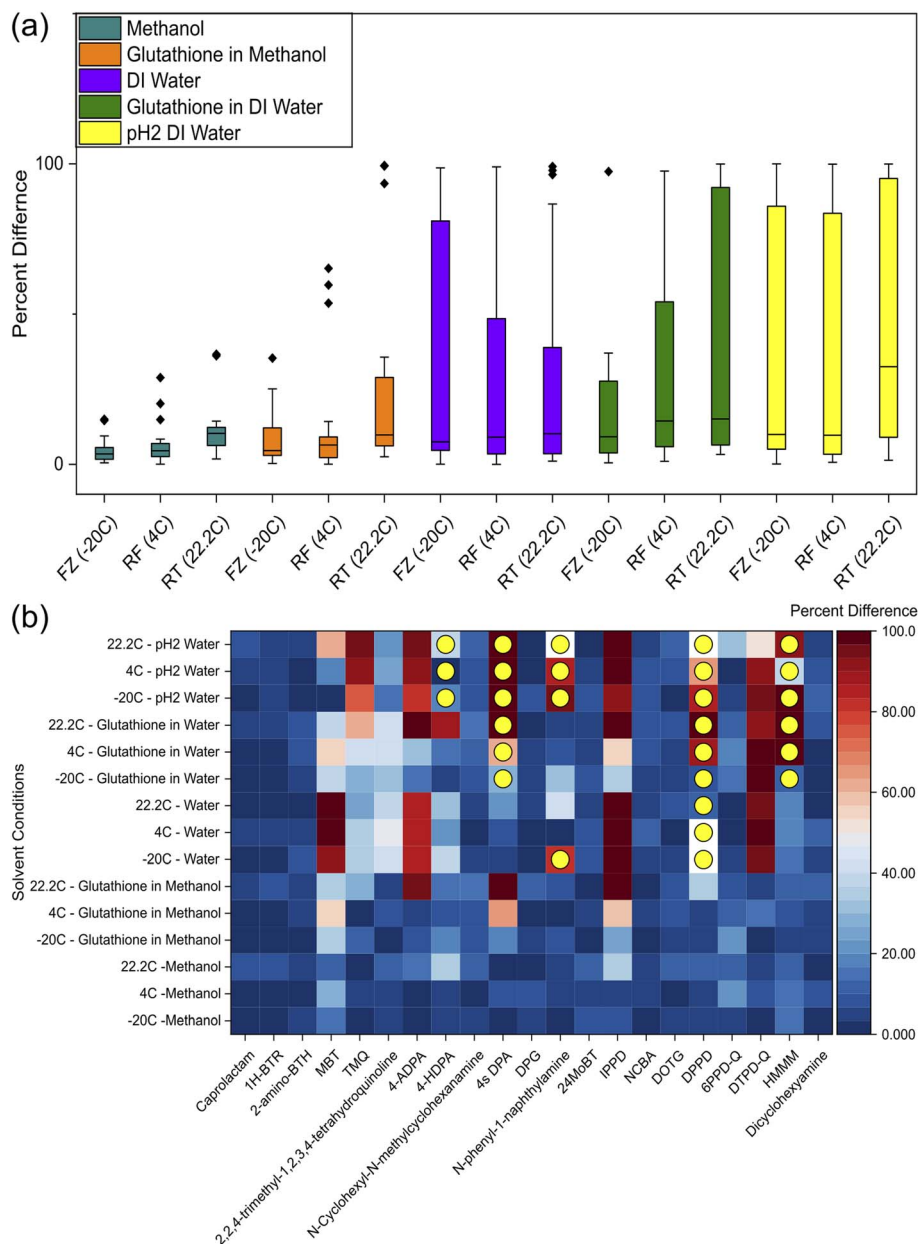 (a)
Methanol
Glutathione in Methanol
DI Water
Glutathione in DI Water
pH2 DI Water
Percent Differnce
100
0
FZ (-20C)
RF (4C)
RT (22.2C)
FZ (-20C)
RF (4C)
RT (22.2C)
FZ (-20C)
RF (4C)
RT (22.2C)
FZ (-20C)
RF (4C)
RT (22.2C)
FZ (-20C)
RF (4C)
RT (22.2C)
(b)
Percent Difference
Solvent Conditions
22.2C - pH2 Water
4C - pH2 Water
-20C - pH2 Water
22.2C - Glutathione in Water
4C - Glutathione in Water
-20C - Glutathione in Water
22.2C - Water
4C - Water
-20C - Water
22.2C - Glutathione in Methanol
4C - Glutathione in Methanol
-20C - Glutathione in Methanol
22.2C -Methanol
4C -Methanol
-20C -Methanol
100.0
80.00
60.00
40.00
20.00
0.000
Caprolactam
1H-BTR
2-amino-BTH
MBT
TMQ
2,2,4-trimethyl-1,2,3,4-tetrahydroquinoline
4-ADPA
4-HDPA
N-Cyclohexyl-N-methylcyclohexanamine
4s DPA
DPG
N-phenyl-1-naphthylamine
24MoBT
IPPD
NCBA
DOTG
DPPD
6PPD-Q
DTPD-Q
HMMM
Dicyclohexyamine